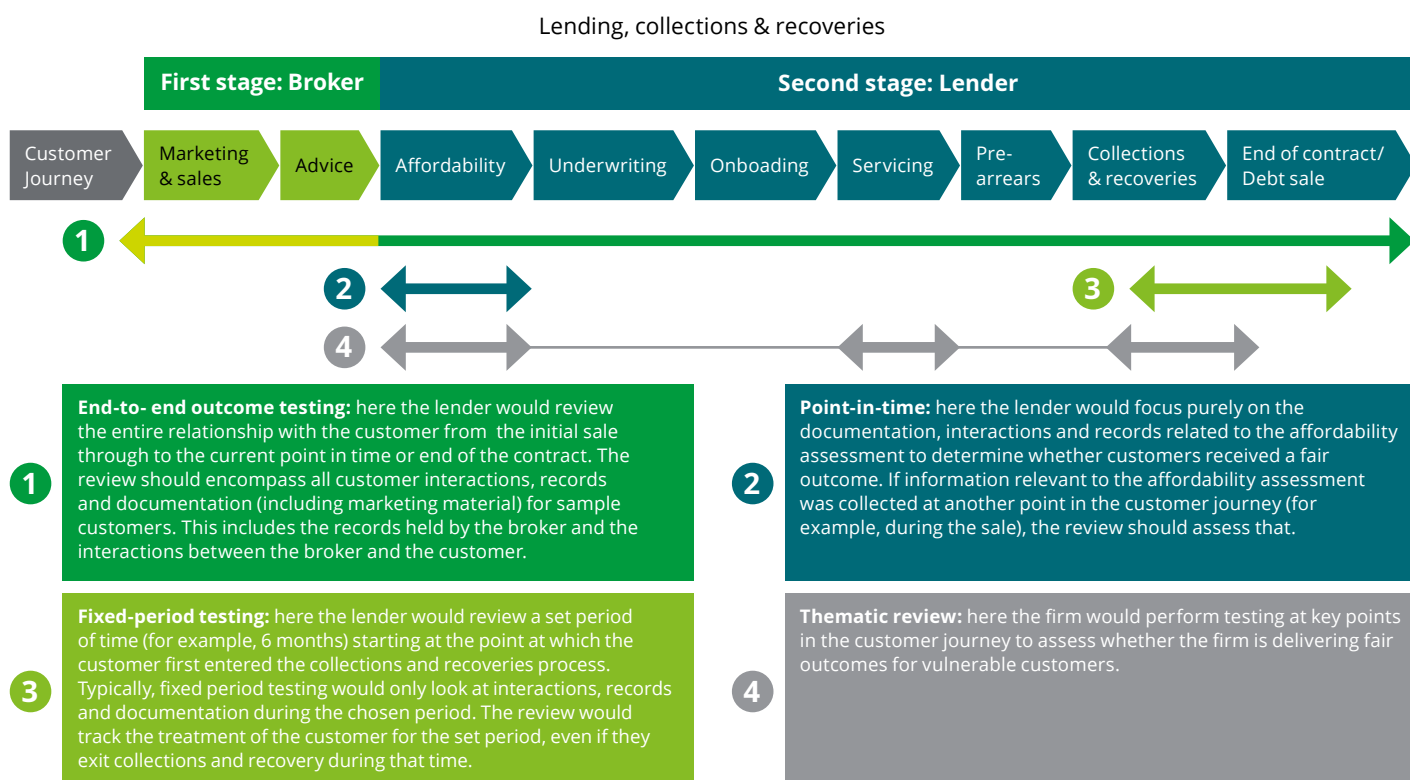 Lending, collections & recoveries
First stage: Broker
Second stage: Lender
Customer
Journey
Marketing
& sales
Advice
Affordability
Underwriting
Onboading
Servicing
Pre-
arrears
Collections
& recoveries
End of contract/
Debt sale
1
2
3
4
1
End-to- end outcome testing: here the lender would review
the entire relationship with the customer from the initial sale
through to the current point in time or end of the contract. The
review should encompass all customer interactions, records
and documentation (including marketing material) for sample
customers. This includes the records held by the broker and the
interactions between the broker and the customer.
2
Point-in-time: here the lender would focus purely on the
documentation, interactions and records related to the affordability
assessment to determine whether customers received a fair
outcome. If information relevant to the affordability assessment
was collected at another point in the customer journey (for
example, during the sale), the review should assess that.
3
Fixed-period testing: here the lender would review a set period
of time (for example, 6 months) starting at the point at which the
customer first entered the collections and recoveries process.
Typically, fixed period testing would only look at interactions, records
and documentation during the chosen period. The review would
track the treatment of the customer for the set period, even if they
exit collections and recovery during that time.
4
Thematic review: here the firm would perform testing at key points
in the customer journey to assess whether the firm is delivering fair
outcomes for vulnerable customers.